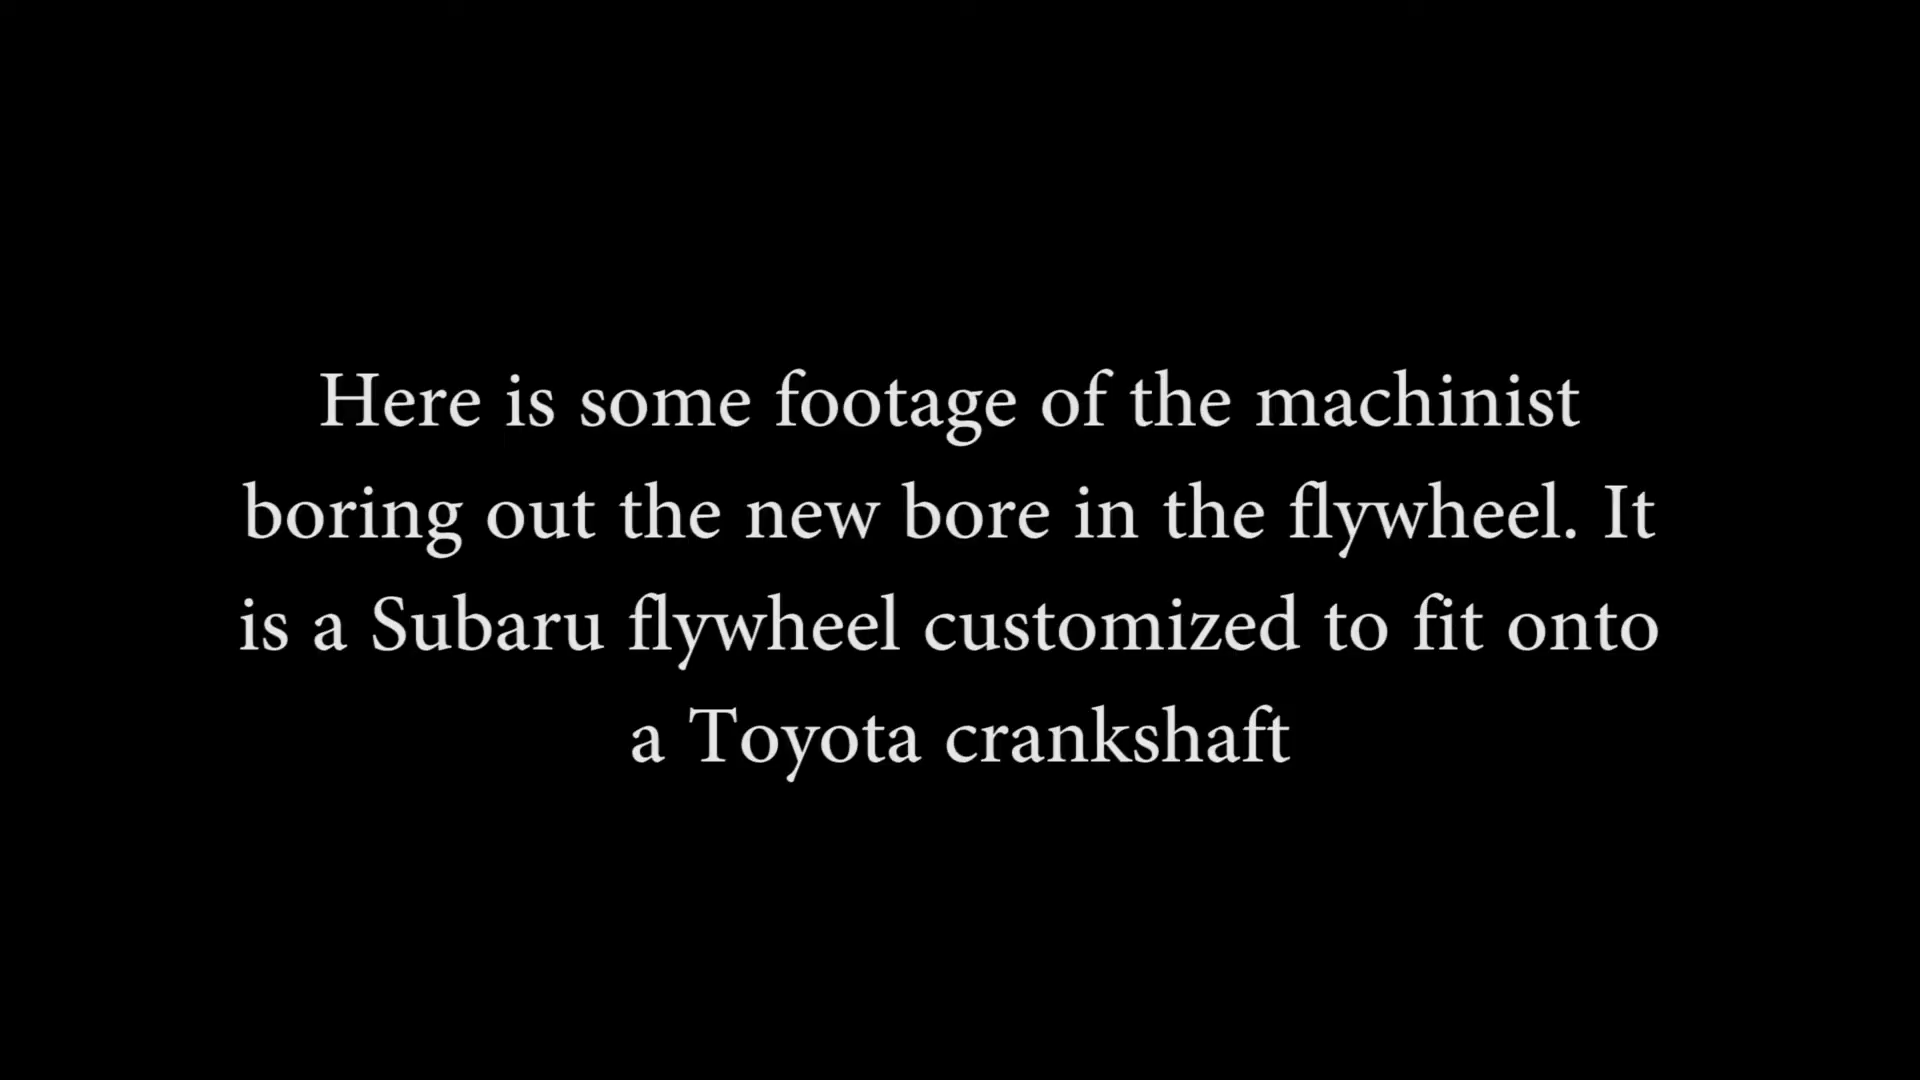 Here is some footage of the machinist
boring out the new bore in the flywheel. It
is a Subaru flywheel customized to fit onto
a Toyota crankshaft